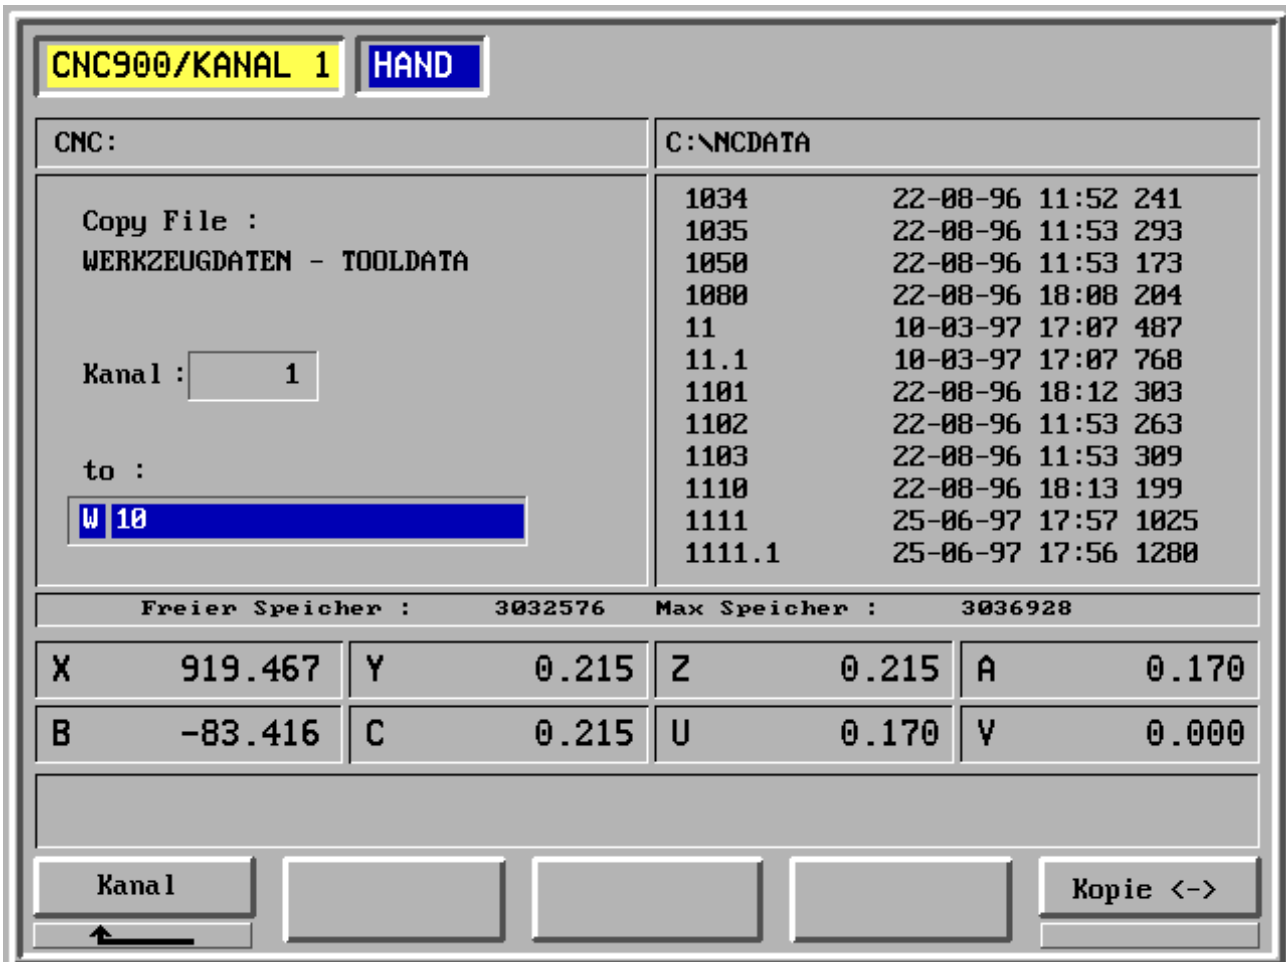 CNC900/KANAL 1 HAND
CNC:
Copy File :
WERKZEUGDATEN - TOOLDATA
Kanal : 1
to :
W 10
C:\NCDATA
1034 22-08-96 11:52 241
1035 22-08-96 11:53 293
1050 22-08-96 11:53 173
1080 22-08-96 18:08 204
11 10-03-97 17:07 487
11.1 10-03-97 17:07 768
1101 22-08-96 18:12 303
1102 22-08-96 11:53 263
1103 22-08-96 11:53 309
1110 22-08-96 18:13 199
1111 25-06-97 17:57 1025
1111.1 25-06-97 17:56 1280
Freier Speicher : 3032576 Max Speicher : 3036928
X 919.467 Y 0.215 Z 0.215 A 0.170
B -83.416 C 0.215 U 0.170 V 0.000
Kanal Kopie <->